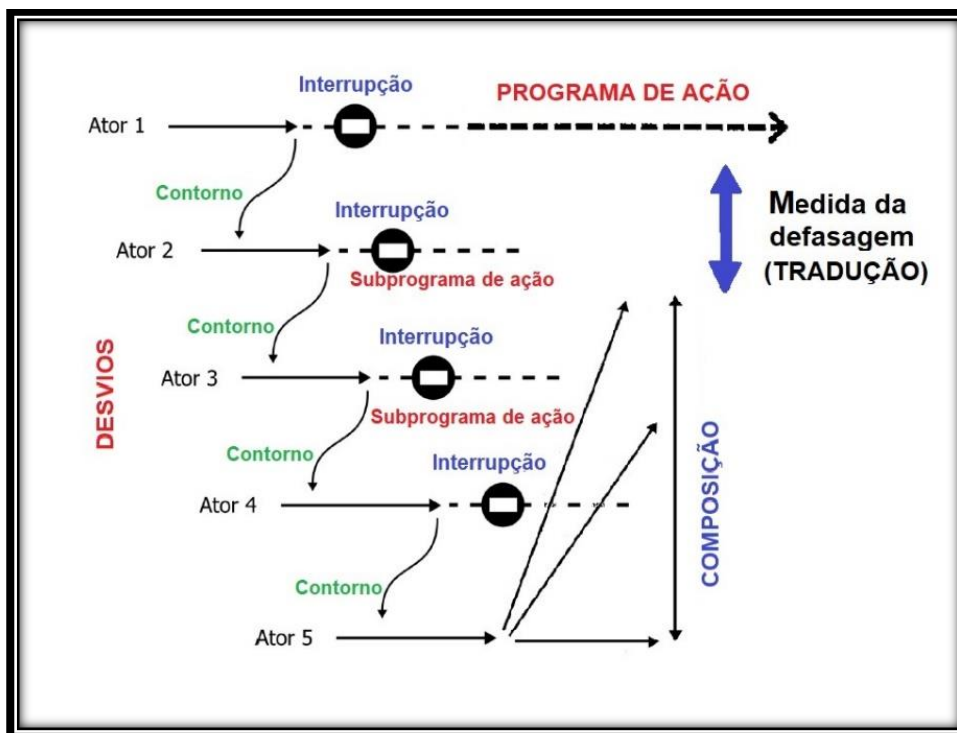 Interrupção
PROGRAMA DE AÇÃO
Ator 1
Contorno
Interrupção
Medida da
defasagem
(TRADUÇÃO)
Ator 2
Subprograma de ação
Contorno
Interrupção
DESVIOS
Ator 3
Subprograma de ação
Contorno
Interrupção
COMPOSIÇÃO
Ator 4
Contorno
Ator 5